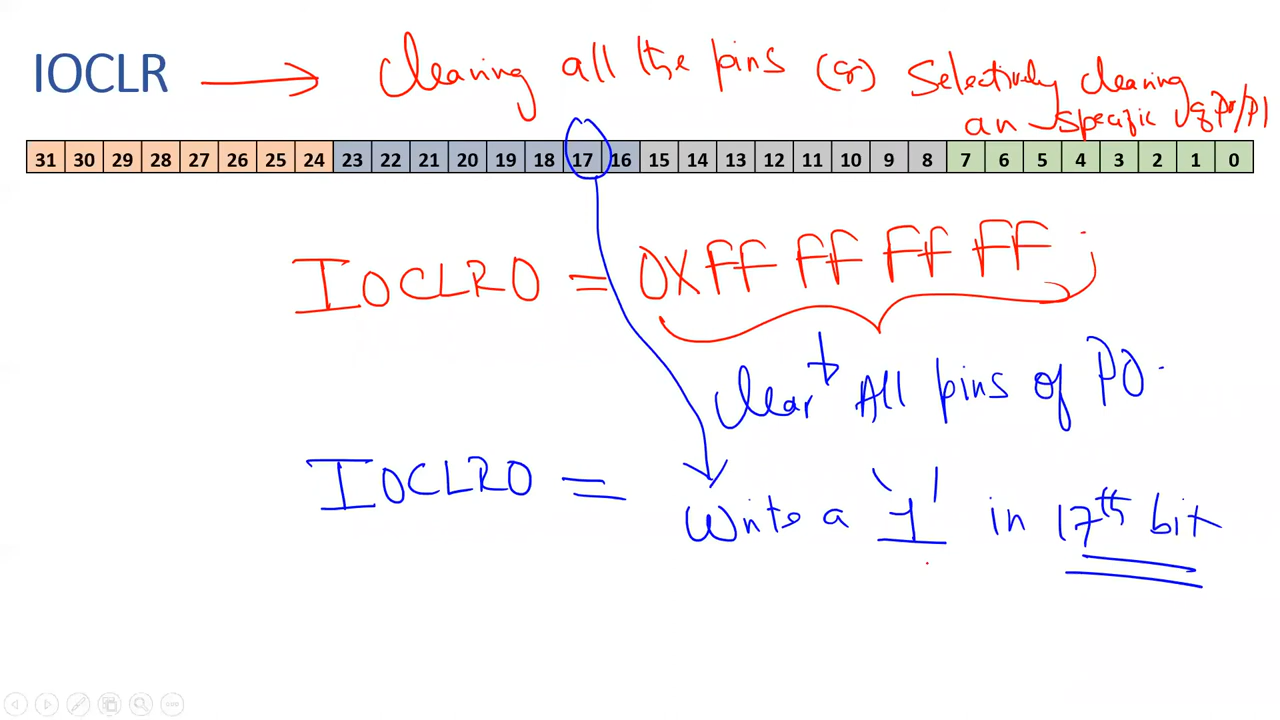 IOCLR → Clearing all the pins (or) Selectively clearing
an specific of P0/P1
31 30 29 28 27 26 25 24 23 22 21 20 19 18 17 16 15 14 13 12 11 10 9 8 7 6 5 4 3 2 1 0
IOCLR0 = 0XFF FF FF FF ;
Clear All pins of P0.
IOCLR0 =
Write a '1' in 17th bit